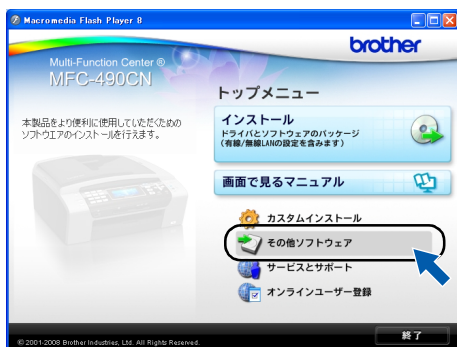 Macromedia Flash Player 8
brother
Multi-Function Center ®
MFC-490CN
トップメニュー
本製品をより便利に使用していただくための
ソフトウエアのインストールを行えます。
インストール
ドライバとソフトウェアのパッケージ
(有線/無線LANの設定を含みます)
画面で見るマニュアル
カスタムインストール
その他ソフトウェア
サービスとサポート
オンラインユーザー登録
© 2001-2008 Brother Industries, Ltd. All Rights Reserved.
終了